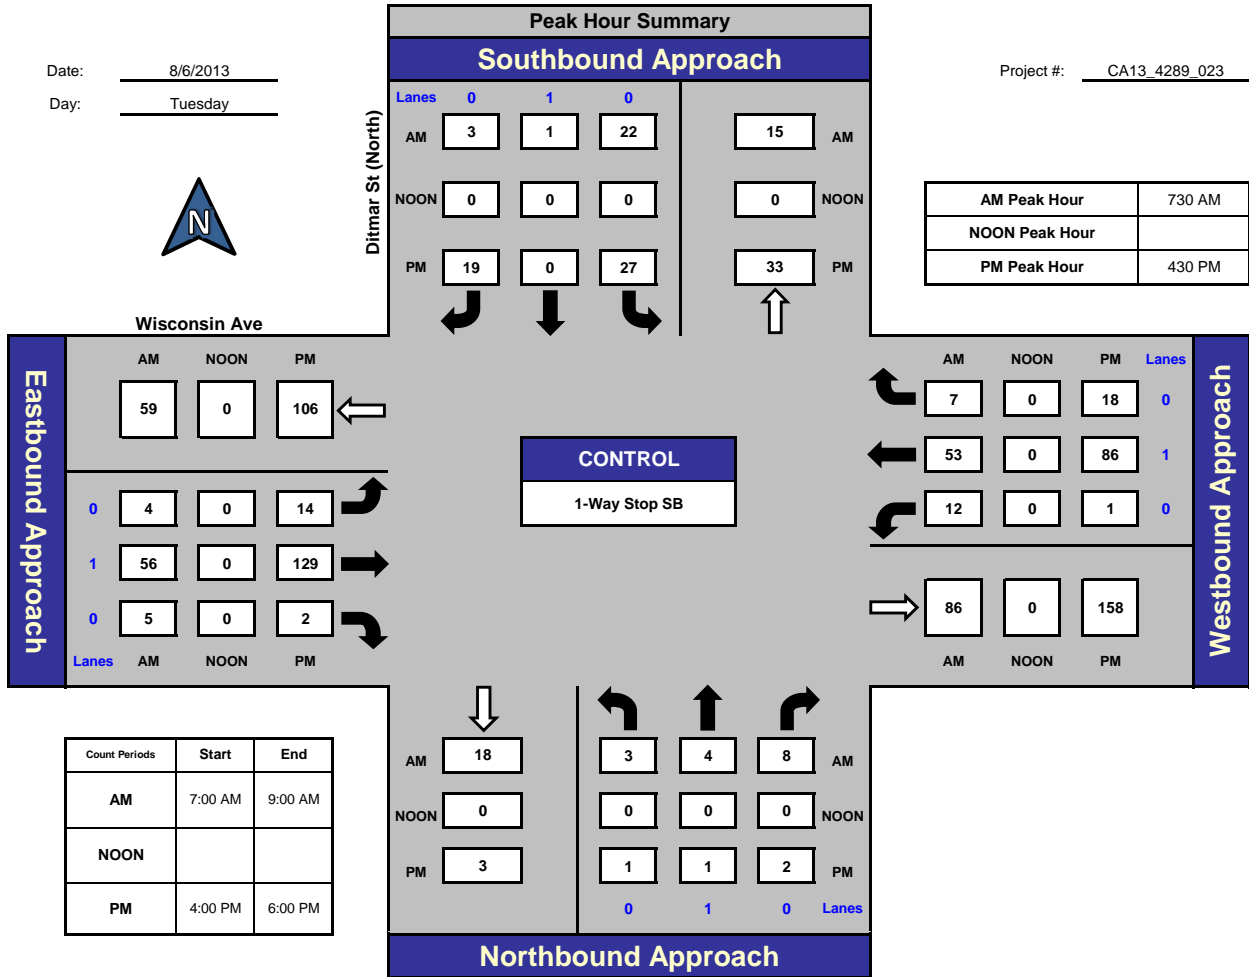 Peak Hour Summary
Southbound Approach
Date: 8/6/2013
Project #: CA13_4289_023
Day: Tuesday
Ditmar St (North)
Lanes 0 1 0
AM 3 1 22 15 AM
NOON 0 0 0 0 NOON
PM 19 0 27 33 PM
N
AM Peak Hour 730 AM
NOON Peak Hour
PM Peak Hour 430 PM
Wisconsin Ave
Eastbound Approach
AM NOON PM
59 0 106
0 4 0 14
1 56 0 129
0 5 0 2
Lanes AM NOON PM
CONTROL
1-Way Stop SB
AM NOON PM Lanes
7 0 18 0
53 0 86 1
12 0 1 0
86 0 158
AM NOON PM
Westbound Approach
Count Periods Start End
AM 7:00 AM 9:00 AM
NOON
PM 4:00 PM 6:00 PM
AM 18 3 4 8 AM
NOON 0 0 0 0 NOON
PM 3 1 1 2 PM
0 1 0 Lanes
Northbound Approach